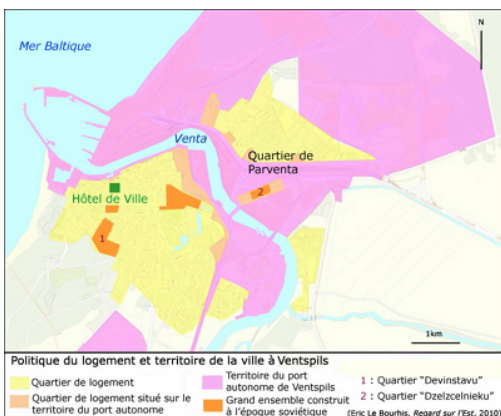 Mer Baltique
N
Venta
Quartier de
Parventa
Hôtel de Ville
2
1
1km
Politique du logement et territoire de la ville à Ventspils
Quartier de logement
Quartier de logement situé sur le
territoire du port autonome
Territoire du port
autonome de Ventspils
Grand ensemble construit
à l'époque soviétique
1 : Quartier "Devinstavu"
2 : Quartier "Dzelzcelnieku"
(Eric Le Bourhis, Regard sur l'Est, 2010)